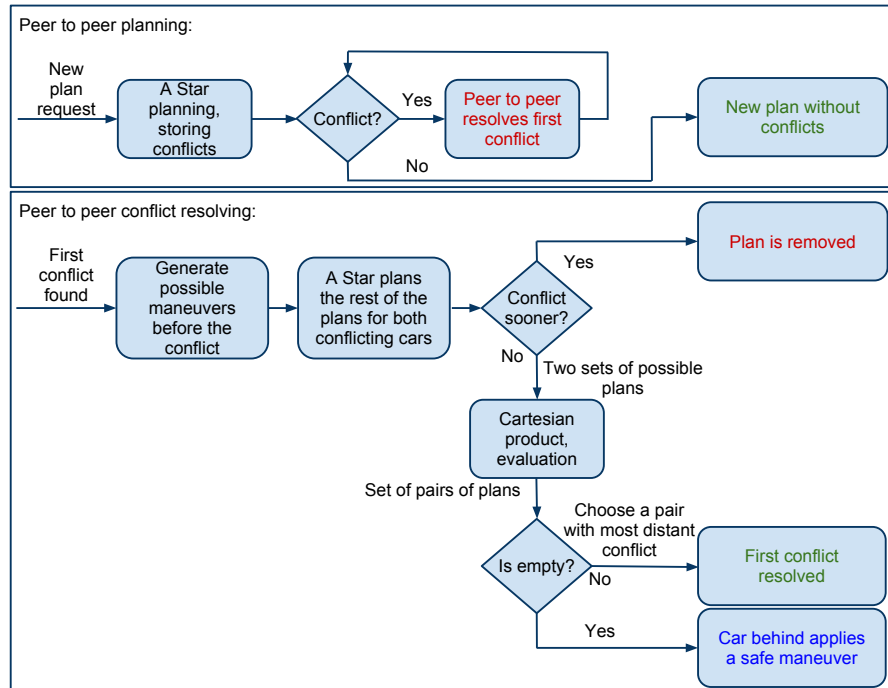 Peer to peer planning:
New
plan
request
A Star
planning,
storing
conflicts
Conflict?
Yes
Peer to peer
resolves first
conflict
No
New plan without
conflicts
Peer to peer conflict resolving:
First
conflict
found
Generate
possible
maneuvers
before the
conflict
A Star plans
the rest of the
plans for both
conflicting cars
Conflict
sooner?
Yes
Plan is removed
No
Two sets of possible
plans
Cartesian
product,
evaluation
Set of pairs of plans
Is empty?
Choose a pair
with most distant
conflict
No
First conflict
resolved
Yes
Car behind applies
a safe maneuver